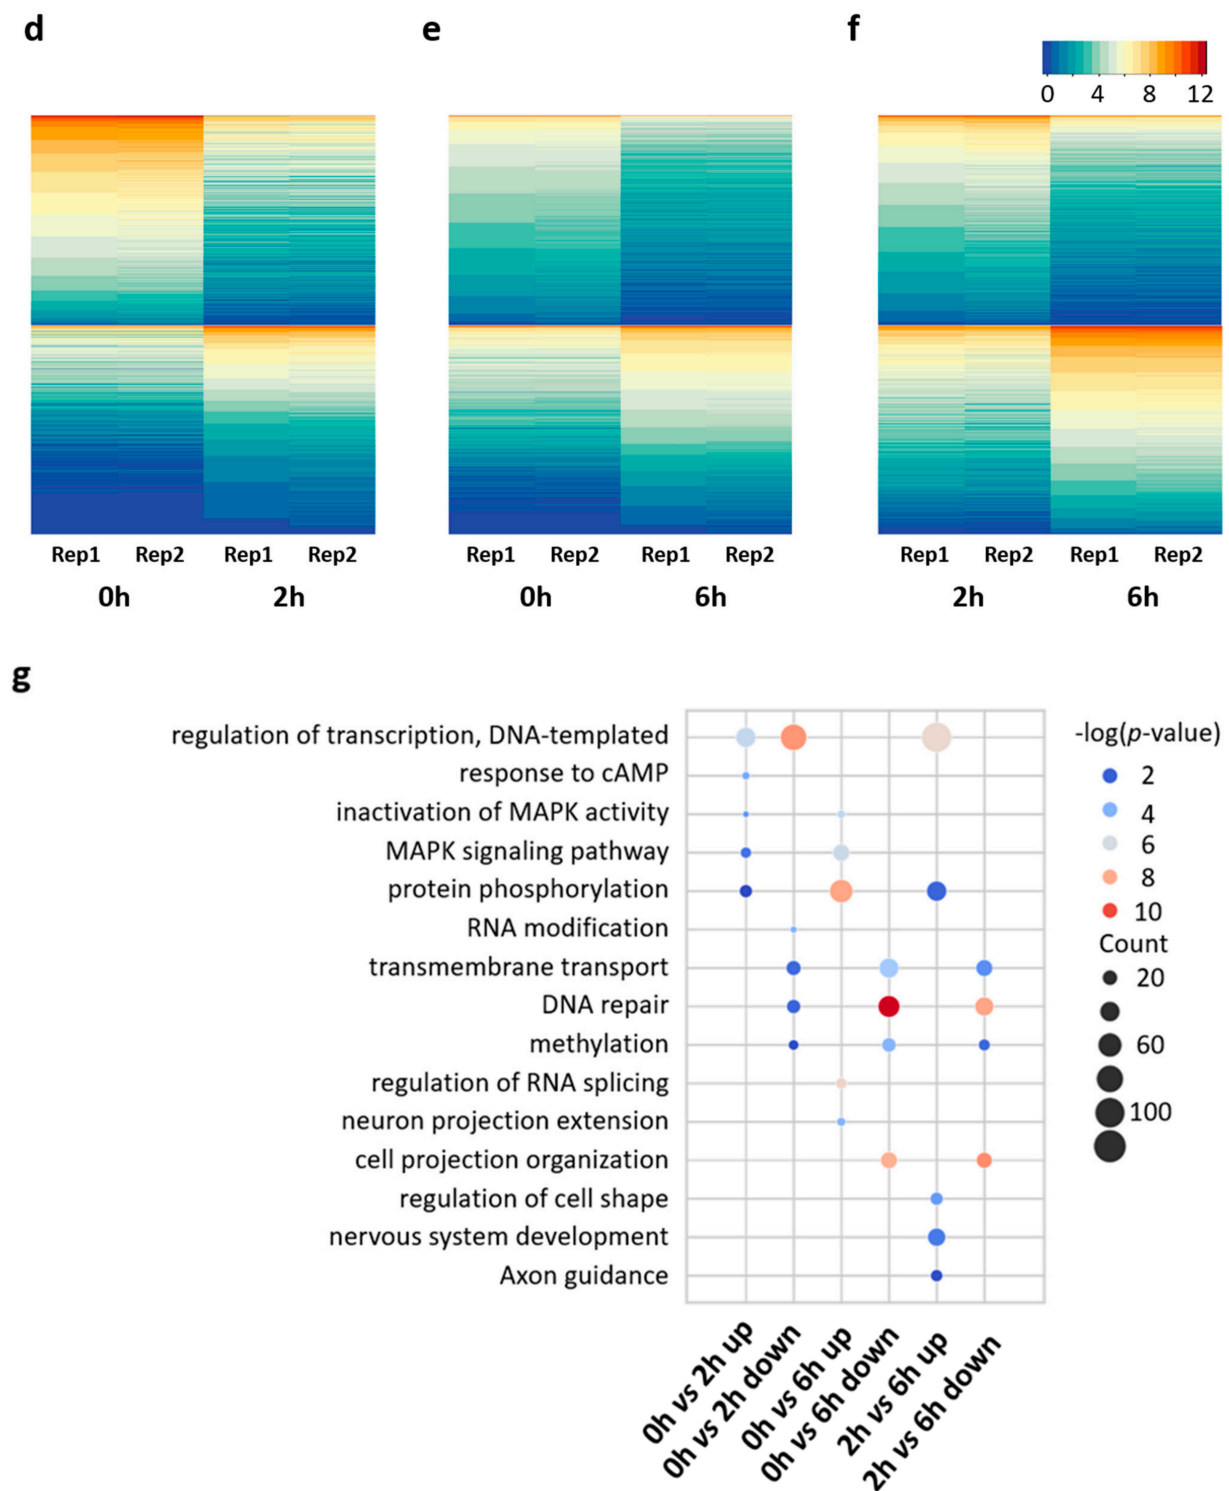 d e f
0 4 8 12
Rep1 Rep2 Rep1 Rep2
0h 2h
Rep1 Rep2 Rep1 Rep2
0h 6h
Rep1 Rep2 Rep1 Rep2
2h 6h
g
regulation of transcription, DNA-templated
response to cAMP
inactivation of MAPK activity
MAPK signaling pathway
protein phosphorylation
RNA modification
transmembrane transport
DNA repair
methylation
regulation of RNA splicing
neuron projection extension
cell projection organization
regulation of cell shape
nervous system development
Axon guidance
0h vs 2h up
0h vs 2h down
0h vs 6h up
0h vs 6h down
2h vs 6h up
2h vs 6h down
-log(p-value)
2
4
6
8
10
Count
20
60
100